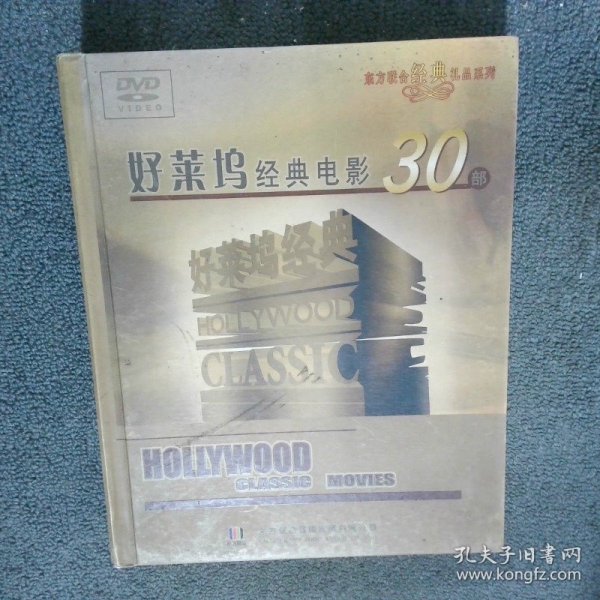 DVD
VIDEO
东方联合经典礼品系列
好莱坞经典电影30部
好莱坞经典
HOLLYWOOD
CLASSIC
HOLLYWOOD
CLASSIC MOVIES
孔夫子旧书网
www.kongfz.com